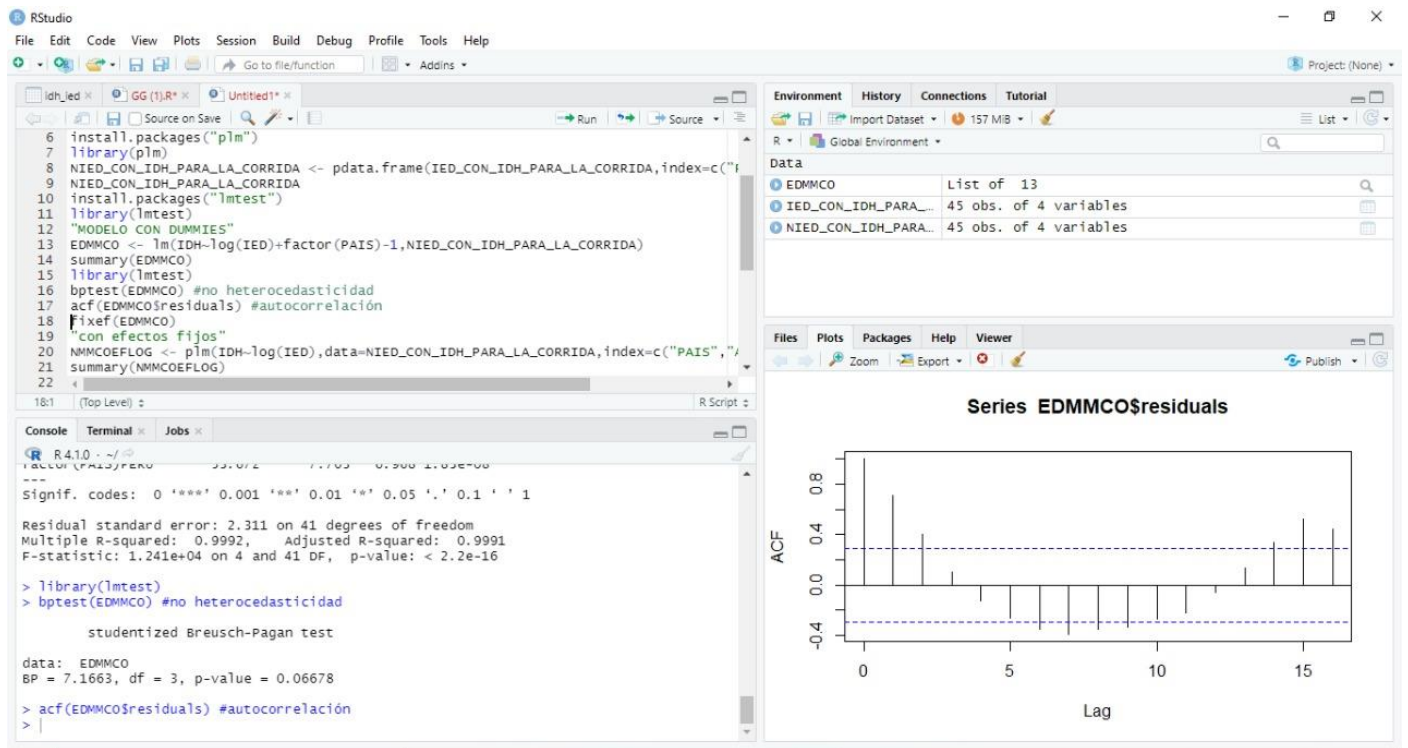 RStudio
File Edit Code View Plots Session Build Debug Profile Tools Help
Go to file/function Addins Project: (None)
idh_ied GG (1).R* Untitled1*
Source on Save Run Source
6 install.packages("plm")
7 library(plm)
8 NIED_CON_IDH_PARA_LA_CORRIDA <- pdata.frame(IED_CON_IDH_PARA_LA_CORRIDA,index=c("P
9 NIED_CON_IDH_PARA_LA_CORRIDA
10 install.packages("lmtest")
11 library(lmtest)
12 "MODELO CON DUMMIES"
13 EDMMCO <- lm(IDH~log(IED)+factor(PAIS)-1,NIED_CON_IDH_PARA_LA_CORRIDA)
14 summary(EDMMCO)
15 library(lmtest)
16 bptest(EDMMCO) #no heterocedasticidad
17 acf(EDMMCO$residuals) #autocorrelación
18 fixef(EDMMCO)
19 "con efectos fijos"
20 NMMCOEFLOG <- plm(IDH~log(IED),data=NIED_CON_IDH_PARA_LA_CORRIDA,index=c("PAIS","A
21 summary(NMMCOEFLOG)
22
18:1 (Top Level) R Script
Console Terminal Jobs
R 4.1.0 · ~/
factor(PAIS)PERU
---
Signif. codes: 0 '***' 0.001 '**' 0.01 '*' 0.05 '.' 0.1 ' ' 1
Residual standard error: 2.311 on 41 degrees of freedom
Multiple R-squared: 0.9992, Adjusted R-squared: 0.9991
F-statistic: 1.241e+04 on 4 and 41 DF, p-value: < 2.2e-16
> library(lmtest)
> bptest(EDMMCO) #no heterocedasticidad
studentized Breusch-Pagan test
data: EDMMCO
BP = 7.1663, df = 3, p-value = 0.06678
> acf(EDMMCO$residuals) #autocorrelación
>
Environment History Connections Tutorial
Import Dataset 157 MiB List
R Global Environment
Data
EDMMCO List of 13
IED_CON_IDH_PARA_… 45 obs. of 4 variables
NIED_CON_IDH_PARA… 45 obs. of 4 variables
Files Plots Packages Help Viewer
Zoom Export Publish
Series EDMMCO$residuals
ACF
0.8
0.4
0.0
-0.4
0 5 10 15
Lag